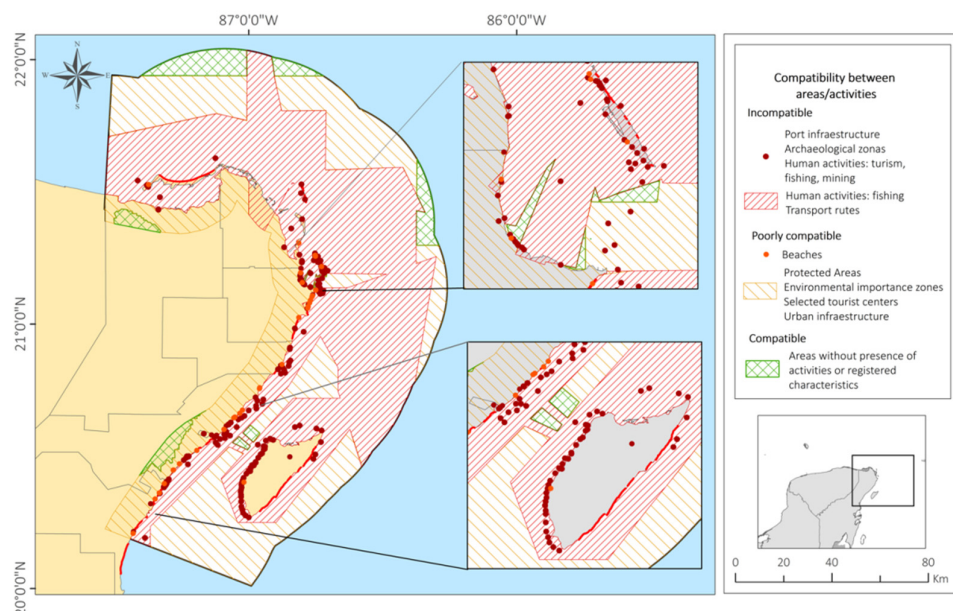 87°0'0"W
86°0'0"W
22°0'0"N
21°0'0"N
20°0'0"N
N
W
E
S
Compatibility between
areas/activities
Incompatible
Port infraestructure
Archaeological zonas
Human activities: turism,
fishing, mining
Human activities: fishing
Transport rutes
Poorly compatible
Beaches
Protected Areas
Environmental importance zones
Selected tourist centers
Urban infraestructure
Compatible
Areas without presence of
activities or registered
characteristics
0 20 40 60 80
Km